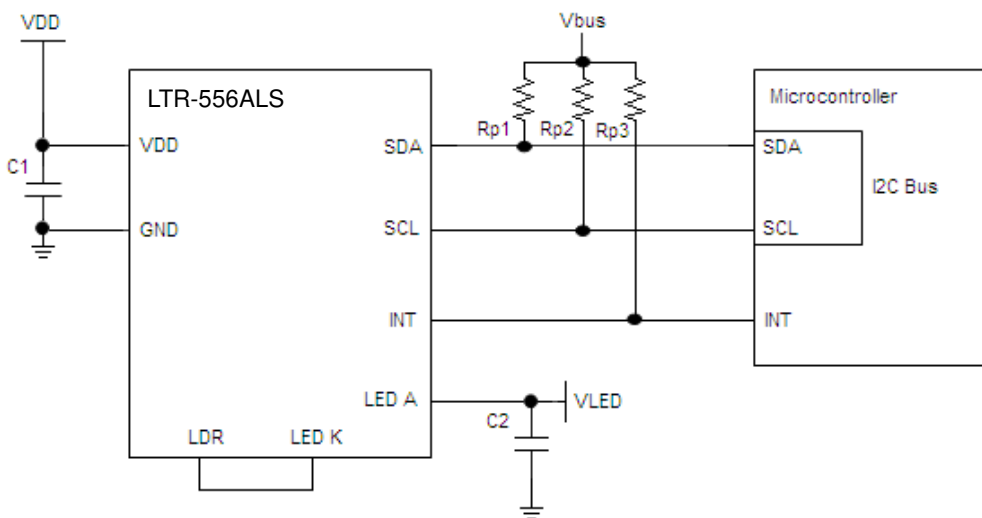 VDD
Vbus
LTR-556ALS
Microcontroller
Rp1
Rp2
Rp3
C1
VDD
SDA
SDA
I2C Bus
GND
SCL
SCL
INT
INT
LED A
C2
VLED
LDR
LED K